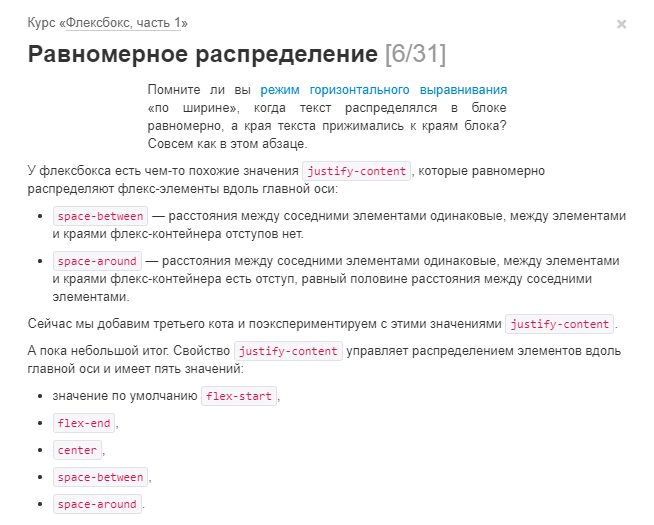 Курс «Флексбокс, часть 1»
×
Равномерное распределение [6/31]
Помните ли вы режим горизонтального выравнивания
«по ширине», когда текст распределялся в блоке
равномерно, а края текста прижимались к краям блока?
Совсем как в этом абзаце.
У флексбокса есть чем-то похожие значения justify-content, которые равномерно
распределяют флекс-элементы вдоль главной оси:
• space-between — расстояния между соседними элементами одинаковые, между элементами
и краями флекс-контейнера отступов нет.
• space-around — расстояния между соседними элементами одинаковые, между элементами
и краями флекс-контейнера есть отступ, равный половине расстояния между соседними
элементами.
Сейчас мы добавим третьего кота и поэкспериментируем с этими значениями justify-content.
А пока небольшой итог. Свойство justify-content управляет распределением элементов вдоль
главной оси и имеет пять значений:
• значение по умолчанию flex-start,
• flex-end,
• center,
• space-between,
• space-around.